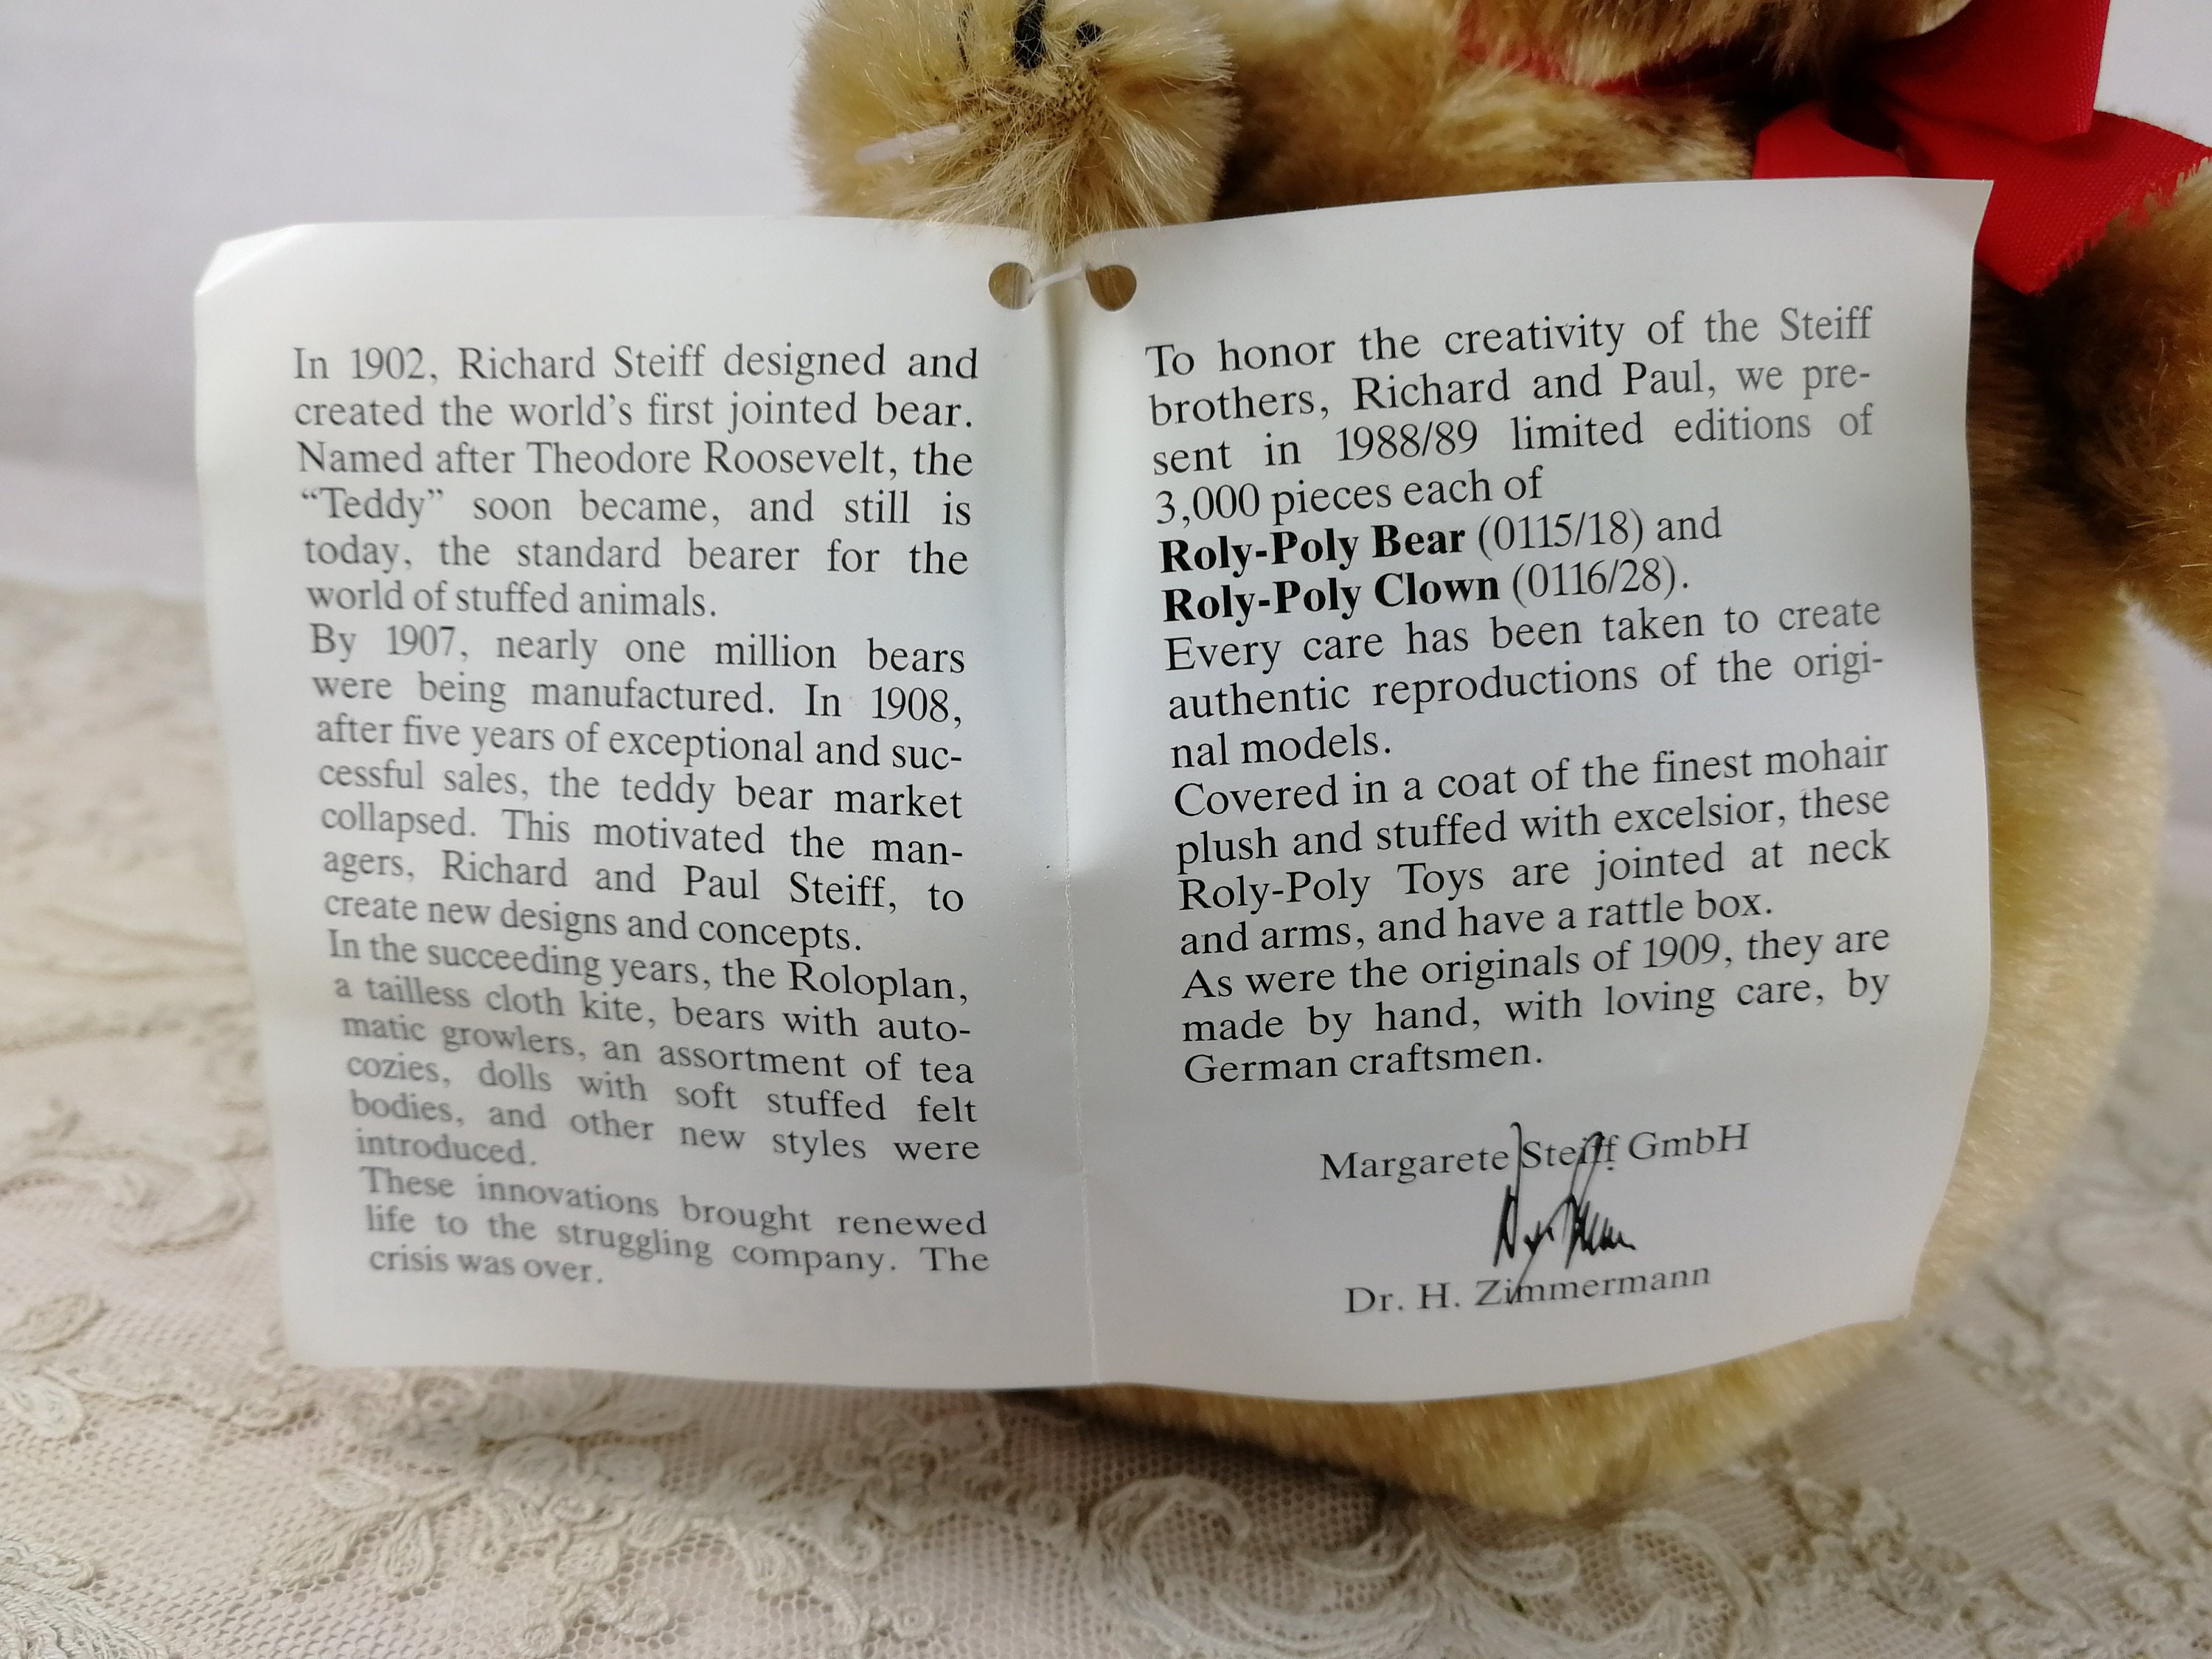 In 1902, Richard Steiff designed and
created the world's first jointed bear.
Named after Theodore Roosevelt, the
“Teddy” soon became, and still is
today, the standard bearer for the
world of stuffed animals.
By 1907, nearly one million bears
were being manufactured. In 1908,
after five years of exceptional and suc-
cessful sales, the teddy bear market
collapsed. This motivated the man-
agers, Richard and Paul Steiff, to
create new designs and concepts.
In the succeeding years, the Roloplan,
a tailless cloth kite, bears with auto-
matic growlers, an assortment of tea
cozies, dolls with soft stuffed felt
bodies, and other new styles were
introduced.
These innovations brought renewed
life to the struggling company. The
crisis was over.
To honor the creativity of the Steiff
brothers, Richard and Paul, we pre-
sent in 1988/89 limited editions of
3,000 pieces each of
Roly-Poly Bear (0115/18) and
Roly-Poly Clown (0116/28).
Every care has been taken to create
authentic reproductions of the origi-
nal models.
Covered in a coat of the finest mohair
plush and stuffed with excelsior, these
Roly-Poly Toys are jointed at neck
and arms, and have a rattle box.
As were the originals of 1909, they are
made by hand, with loving care, by
German craftsmen.
Margarete Steiff GmbH
Dr. H. Zimmermann